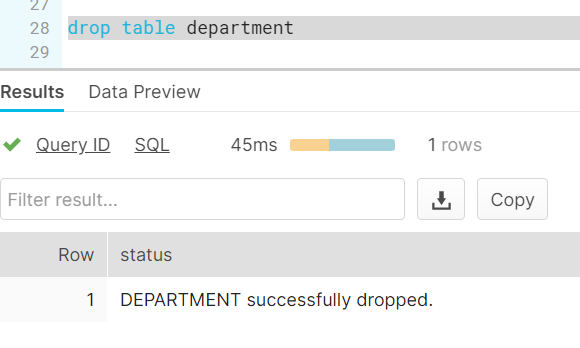 27
28 drop table department
29
Results Data Preview
Query ID SQL 45ms 1 rows
Filter result... Copy
Row status
1 DEPARTMENT successfully dropped.